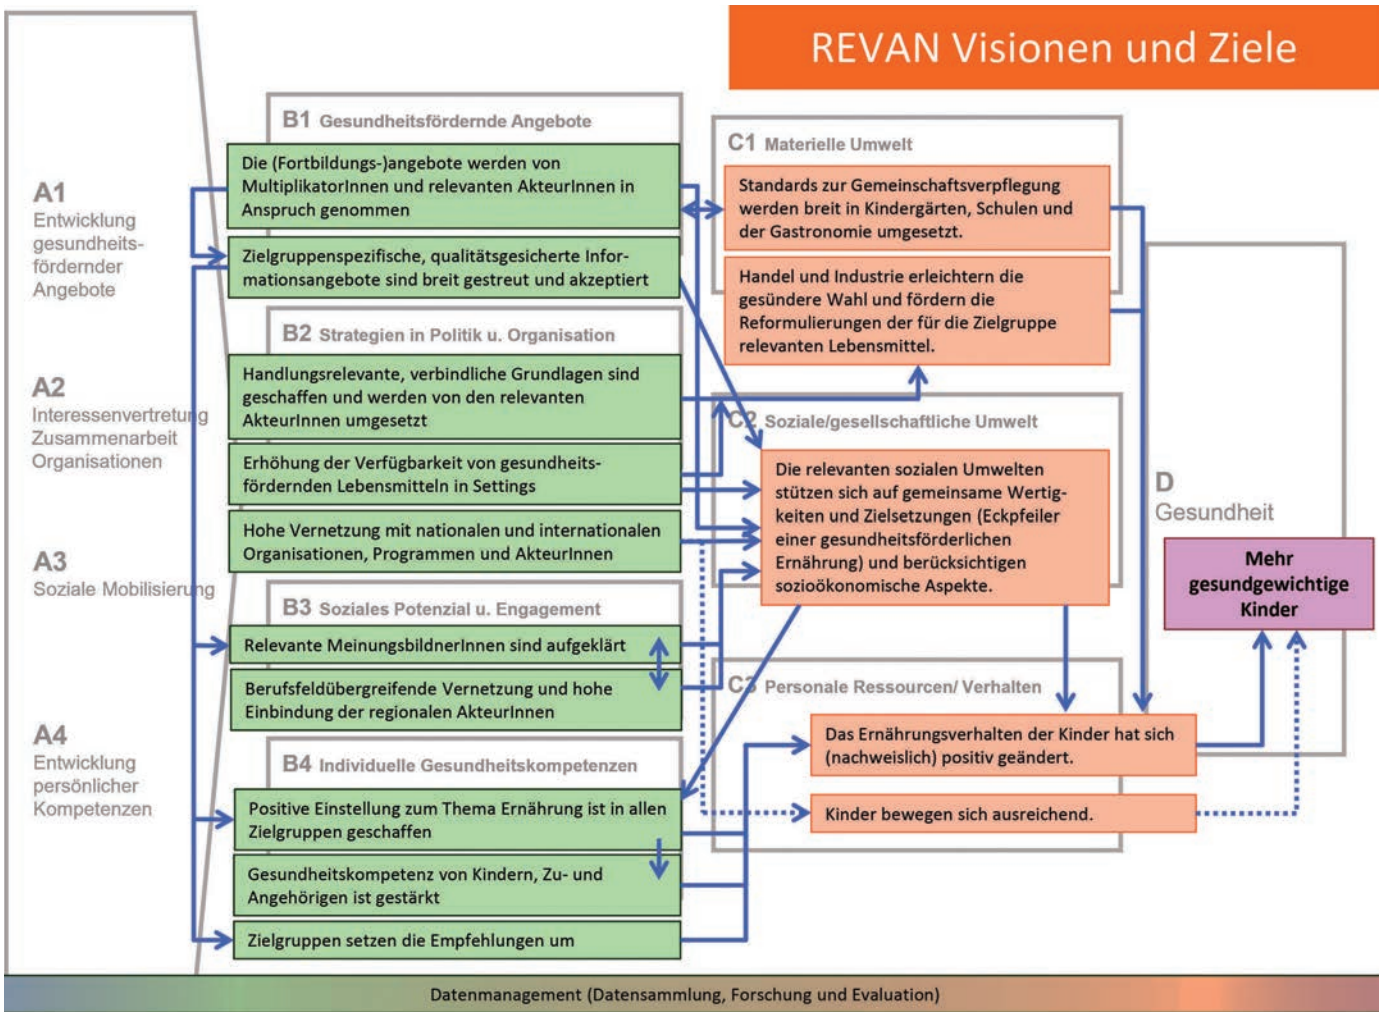 REVAN Visionen und Ziele
A1
Entwicklung
gesundheits-
fördernder
Angebote
A2
Interessenvertretung
Zusammenarbeit
Organisationen
A3
Soziale Mobilisierung
A4
Entwicklung
persönlicher
Kompetenzen
B1 Gesundheitsfördernde Angebote
Die (Fortbildungs-)angebote werden von
MultiplikatorInnen und relevanten AkteurInnen in
Anspruch genommen
Zielgruppenspezifische, qualitätsgesicherte Infor-
mationsangebote sind breit gestreut und akzeptiert
B2 Strategien in Politik u. Organisation
Handlungsrelevante, verbindliche Grundlagen sind
geschaffen und werden von den relevanten
AkteurInnen umgesetzt
Erhöhung der Verfügbarkeit von gesundheits-
fördernden Lebensmitteln in Settings
Hohe Vernetzung mit nationalen und internationalen
Organisationen, Programmen und AkteurInnen
B3 Soziales Potenzial u. Engagement
Relevante MeinungsbildnerInnen sind aufgeklärt
Berufsfeldübergreifende Vernetzung und hohe
Einbindung der regionalen AkteurInnen
B4 Individuelle Gesundheitskompetenzen
Positive Einstellung zum Thema Ernährung ist in allen
Zielgruppen geschaffen
Gesundheitskompetenz von Kindern, Zu- und
Angehörigen ist gestärkt
Zielgruppen setzen die Empfehlungen um
C1 Materielle Umwelt
Standards zur Gemeinschaftsverpflegung
werden breit in Kindergärten, Schulen und
der Gastronomie umgesetzt.
Handel und Industrie erleichtern die
gesündere Wahl und fördern die
Reformulierungen der für die Zielgruppe
relevanten Lebensmittel.
C2 Soziale/gesellschaftliche Umwelt
Die relevanten sozialen Umwelten
stützen sich auf gemeinsame Wertig-
keiten und Zielsetzungen (Eckpfeiler
einer gesundheitsförderlichen
Ernährung) und berücksichtigen
sozioökonomische Aspekte.
C3 Personale Ressourcen/ Verhalten
Das Ernährungsverhalten der Kinder hat sich
(nachweislich) positiv geändert.
Kinder bewegen sich ausreichend.
D
Gesundheit
Mehr
gesundgewichtige
Kinder
Datenmanagement (Datensammlung, Forschung und Evaluation)